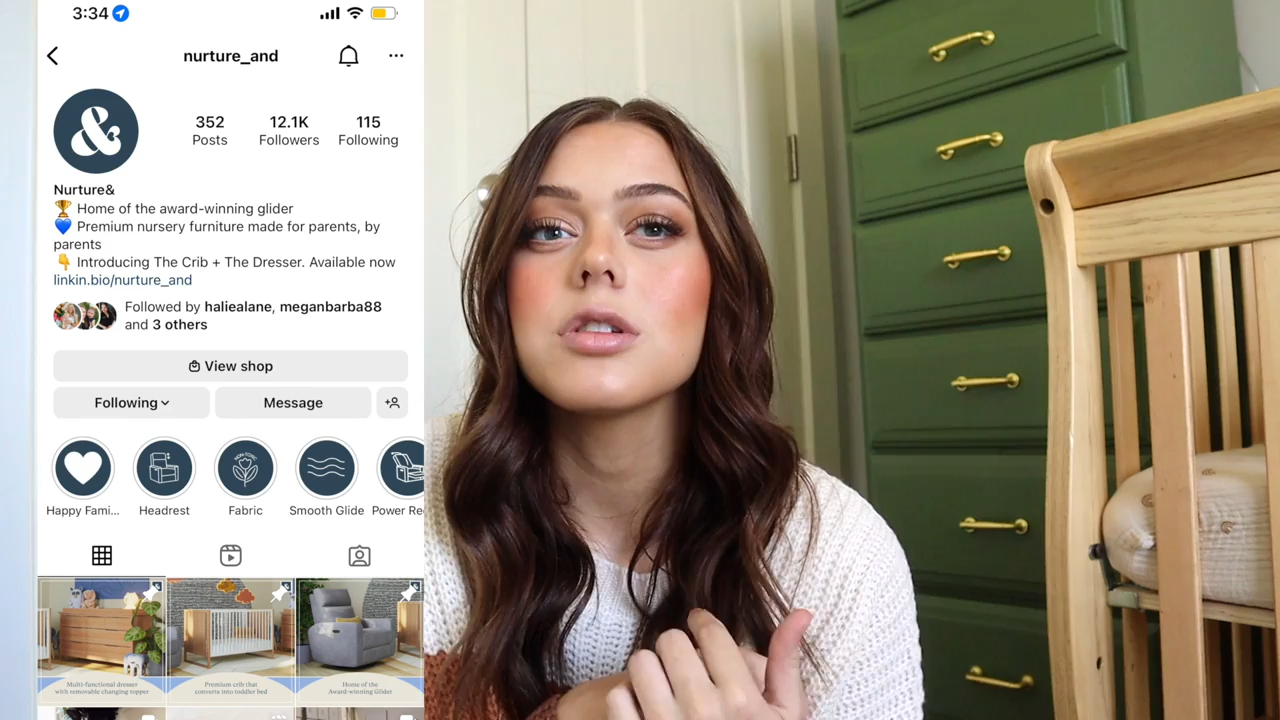 3:34
nurture_and
&
352
Posts
12.1K
Followers
115
Following
Nurture&
🏆 Home of the award-winning glider
💙 Premium nursery furniture made for parents, by
parents
👇 Introducing The Crib + The Dresser. Available now
linkin.bio/nurture_and
Followed by haliealane, meganbarba88
and 3 others
View shop
Following
Message
NON-TOXIC
Happy Fami...
Headrest
Fabric
Smooth Glide
Power Re
Multi-functional dresser
with removable changing topper
Premium crib that
converts into toddler bed
Home of the
Award-winning Glider